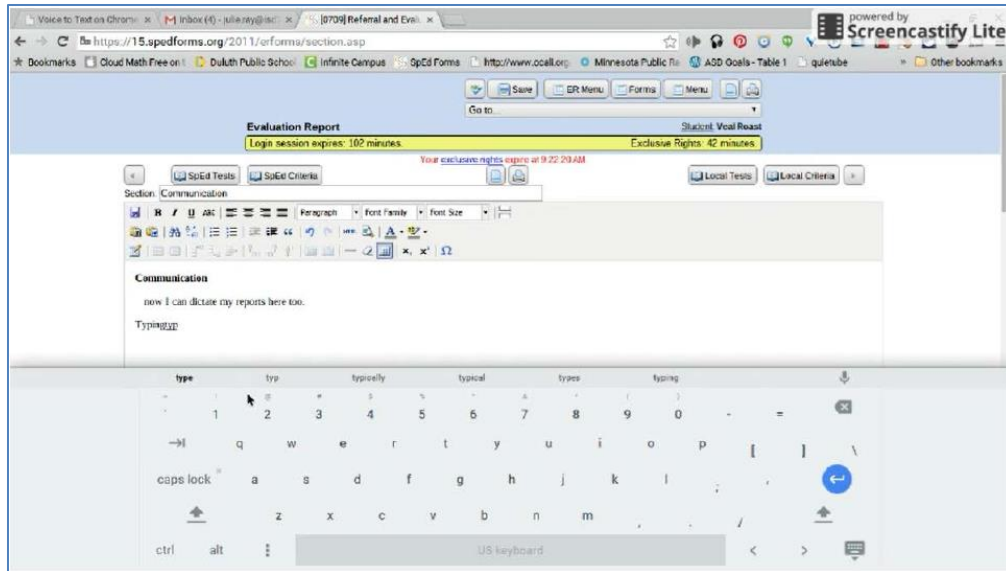 Voice to Text on Chrome
Inbox (4) - julie.ray@isd
[0709] Referral and Eval
powered by
Screencastify Lite
https://15.spedforms.org/2011/erforms/section.asp
Bookmarks Cloud Math Free on Duluth Public School Infinite Campus SpEd Forms http://www.ocali.org Minnesota Public Ra ASD Goals - Table 1 quietube Other bookmarks
Save ER Menu Forms Menu
Go to...
Evaluation Report Student: Veal Roast
Login session expires: 102 minutes. Exclusive Rights: 42 minutes.
Your exclusive rights expire at 9:22:20 AM
SpEd Tests SpEd Criteria Local Tests Local Criteria
Section: Communication
B I U ABC Paragraph Font Family Font Size
HTML A
x, x² Ω
Communication
now I can dictate my reports here too.
Typingtyp
type typ typically typical types typing
1 2 3 4 5 6 7 8 9 0 - =
q w e r t y u i o p [ ] \
caps lock a s d f g h j k l ; '
z x c v b n m , . /
ctrl alt US keyboard < >